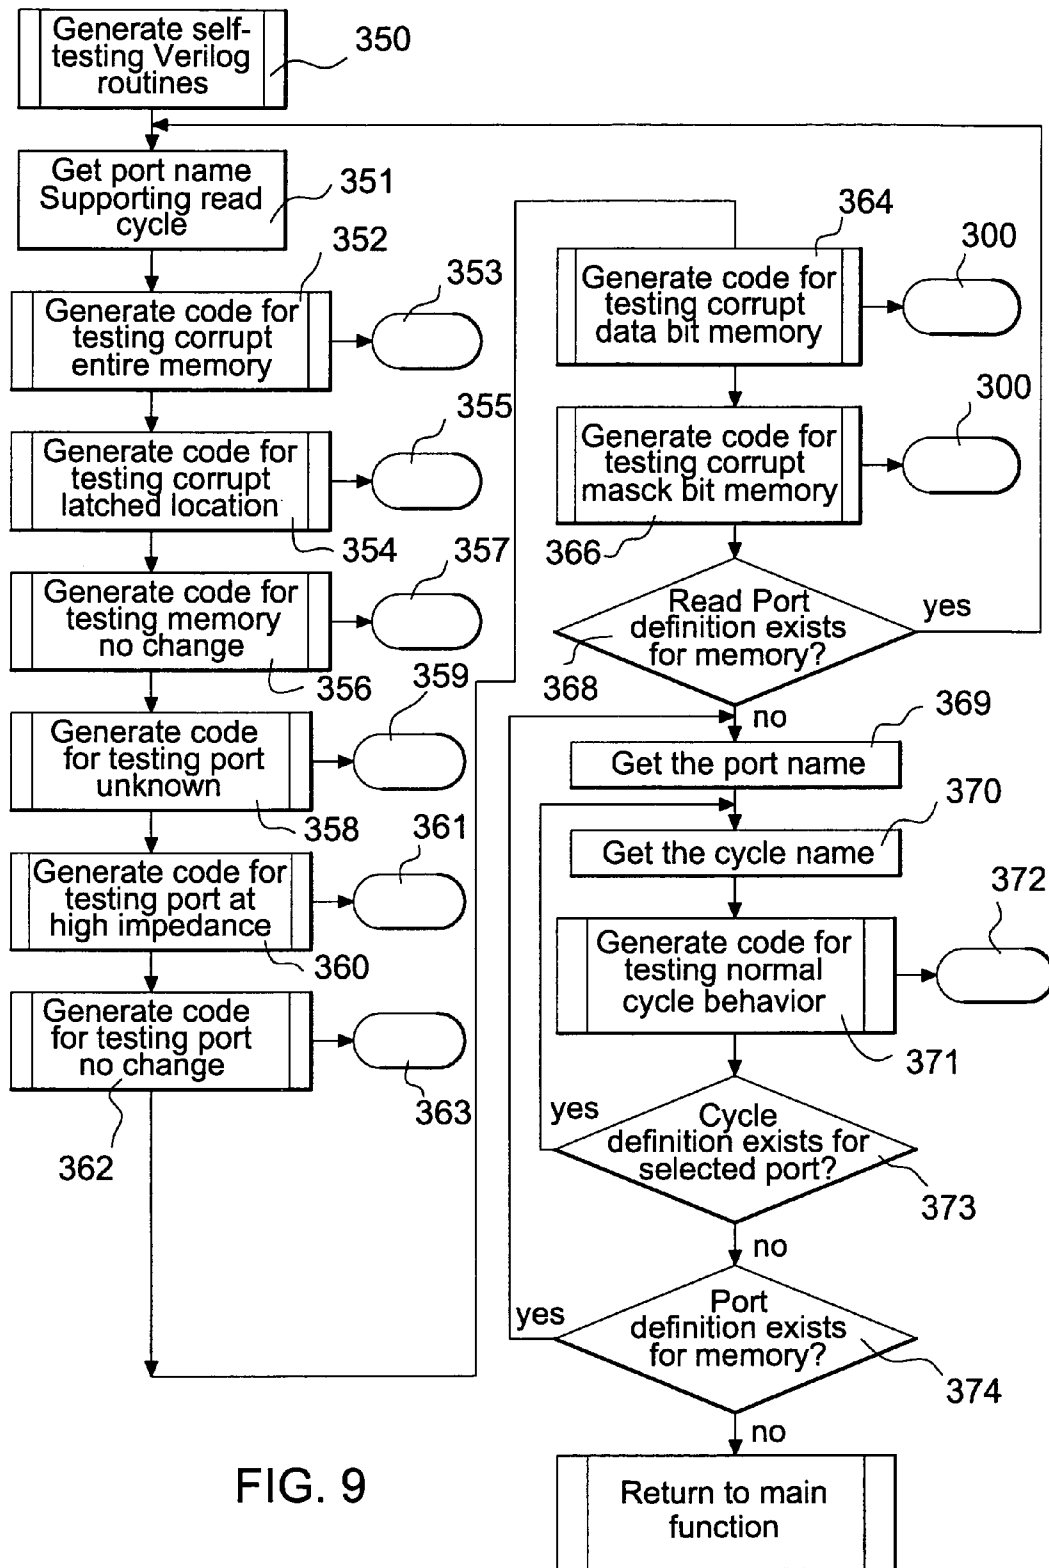 Generate self-
testing Verilog
routines
350
Get port name
Supporting read
cycle
351
352
Generate code for
testing corrupt
entire memory
353
Generate code for
testing corrupt
latched location
354
355
Generate code for
testing memory
no change
356
357
Generate code
for testing port
unknown
358
359
Generate code for
testing port at
high impedance
360
361
Generate code
for testing port
no change
362
363
364
Generate code for
testing corrupt
data bit memory
300
Generate code for
testing corrupt
masck bit memory
366
300
Read Port
definition exists
for memory?
368
yes
no
369
Get the port name
370
Get the cycle name
Generate code for
testing normal
cycle behavior
371
372
yes
Cycle
definition exists for
selected port?
373
no
yes
Port
definition exists
for memory?
374
no
Return to main
function
FIG. 9